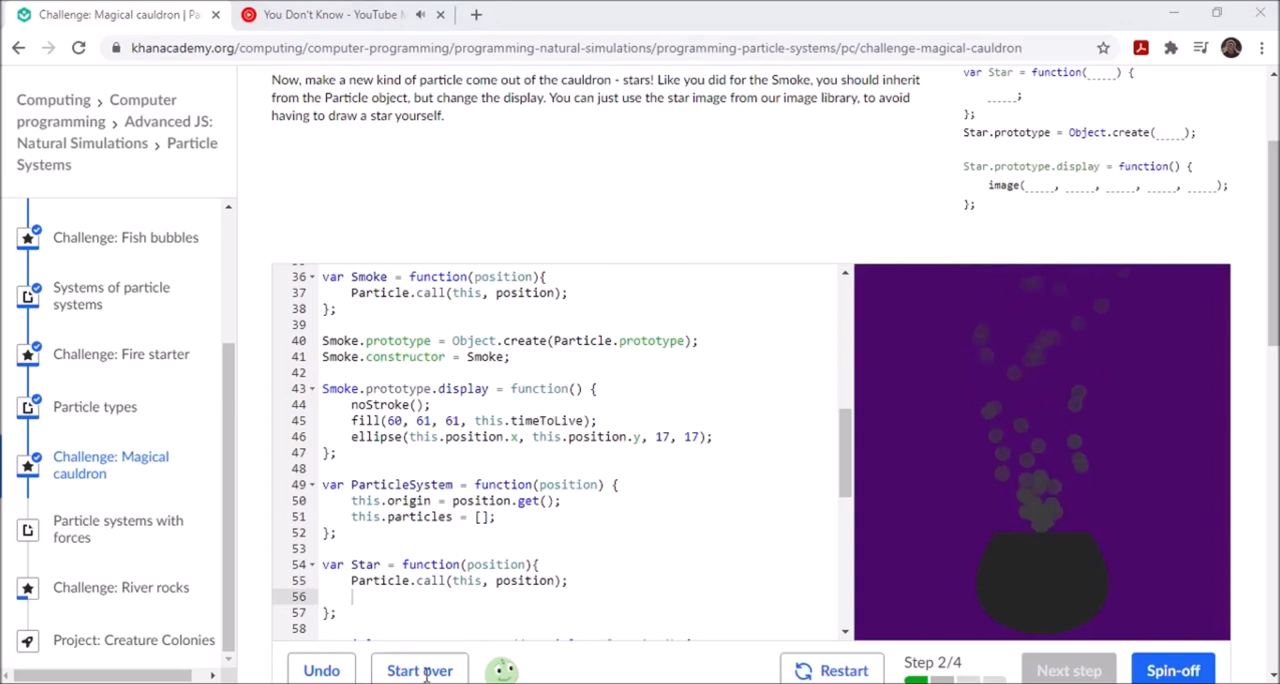 Challenge: Magical cauldron | Pa
You Don't Know - YouTube M
khanacademy.org/computing/computer-programming/programming-natural-simulations/programming-particle-systems/pc/challenge-magical-cauldron
Computing > Computer
programming > Advanced JS:
Natural Simulations > Particle
Systems
Challenge: Fish bubbles
Systems of particle
systems
Challenge: Fire starter
Particle types
Challenge: Magical
cauldron
Particle systems with
forces
Challenge: River rocks
Project: Creature Colonies
Now, make a new kind of particle come out of the cauldron - stars! Like you did for the Smoke, you should inherit
from the Particle object, but change the display. You can just use the star image from our image library, to avoid
having to draw a star yourself.
var Star = function(_____) {
_____;
};
Star.prototype = Object.create(_____);
Star.prototype.display = function() {
image(_____, _____, _____, _____, _____);
};
36 var Smoke = function(position){
37 Particle.call(this, position);
38 };
39
40 Smoke.prototype = Object.create(Particle.prototype);
41 Smoke.constructor = Smoke;
42
43 Smoke.prototype.display = function() {
44 noStroke();
45 fill(60, 61, 61, this.timeToLive);
46 ellipse(this.position.x, this.position.y, 17, 17);
47 };
48
49 var ParticleSystem = function(position) {
50 this.origin = position.get();
51 this.particles = [];
52 };
53
54 var Star = function(position){
55 Particle.call(this, position);
56
57 };
58
Undo
Start over
Restart
Step 2/4
Next step
Spin-off